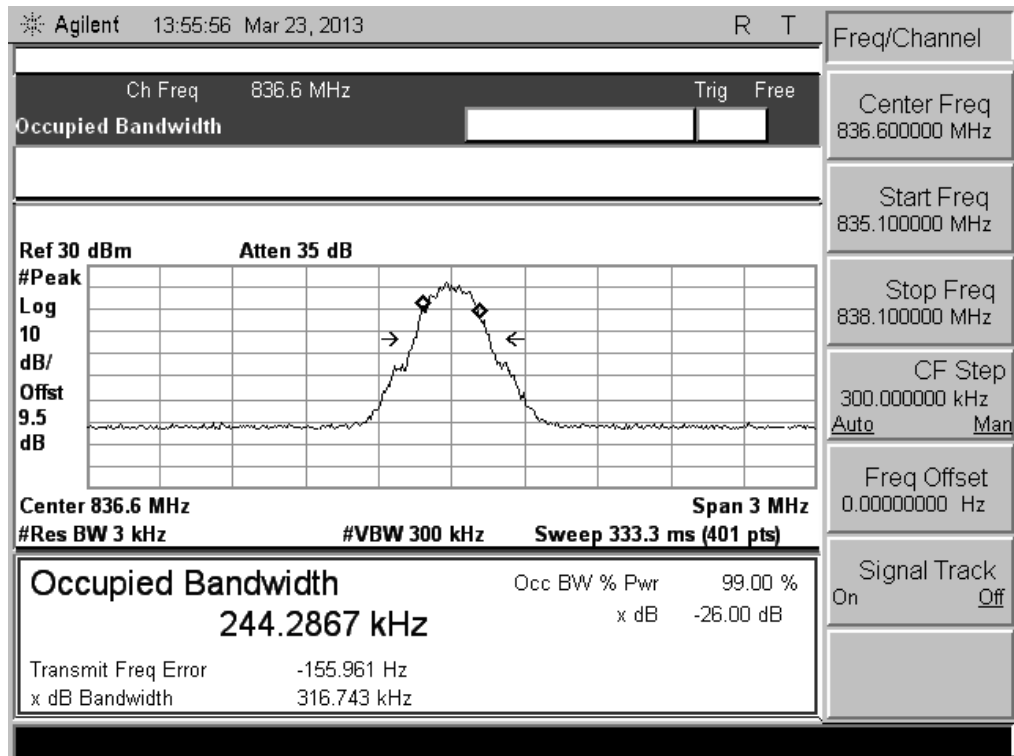 Agilent 13:55:56 Mar 23, 2013 R T
Ch Freq 836.6 MHz Trig Free
Occupied Bandwidth
Ref 30 dBm Atten 35 dB
#Peak
Log
10
dB/
Offst
9.5
dB
Center 836.6 MHz Span 3 MHz
#Res BW 3 kHz #VBW 300 kHz Sweep 333.3 ms (401 pts)
Occupied Bandwidth
244.2867 kHz
Occ BW % Pwr 99.00 %
x dB -26.00 dB
Transmit Freq Error -155.961 Hz
x dB Bandwidth 316.743 kHz
Freq/Channel
Center Freq
836.600000 MHz
Start Freq
835.100000 MHz
Stop Freq
838.100000 MHz
CF Step
300.000000 kHz
Auto Man
Freq Offset
0.00000000 Hz
Signal Track
On Off